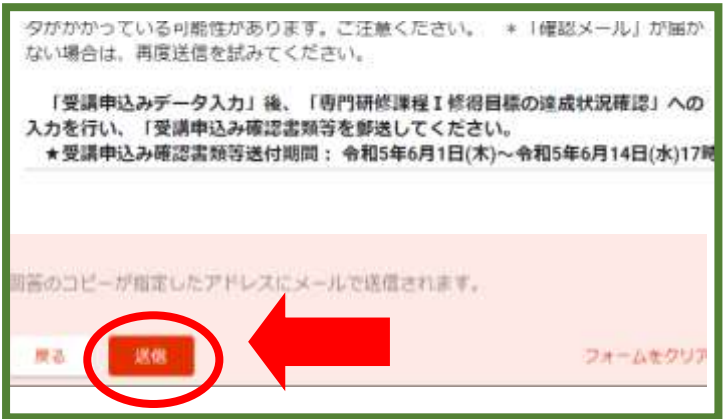 タがかかっている可能性があります。ご注意ください。 *「確認メール」が届か
ない場合は、再度送信を試みてください。
「受講申込みデータ入力」後、「専門研修課程Ⅰ修得目標の達成状況確認」への
入力を行い、「受講申込み確認書類等を郵送してください。
★受講申込み確認書類等送付期間：令和5年6月1日(木)～令和5年6月14日(水)17時
回答のコピーが指定したアドレスにメールで送信されます。
戻る 送信 フォームをクリア